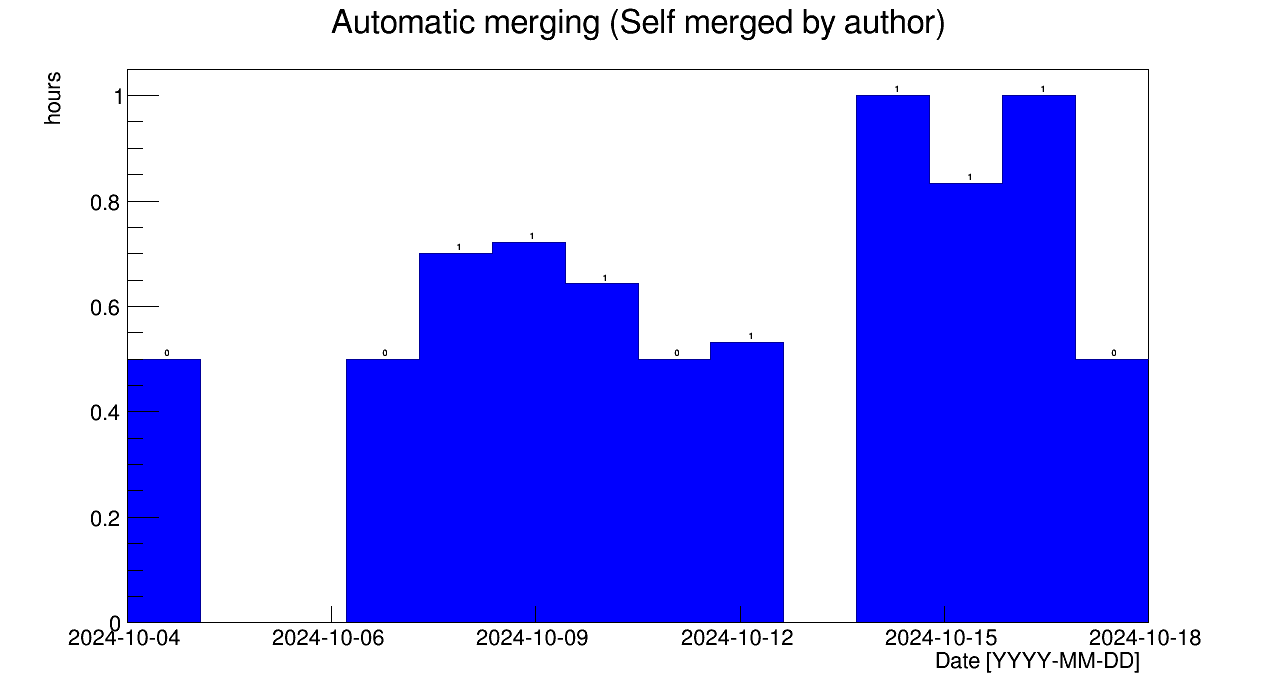 Automatic merging (Self merged by author)
hours
1
0.8
0.6
0.4
0.2
0
0 0 1 1 1 0 1 1 1 1 0
2024-10-04 2024-10-06 2024-10-09 2024-10-12 2024-10-15 2024-10-18
Date [YYYY-MM-DD]